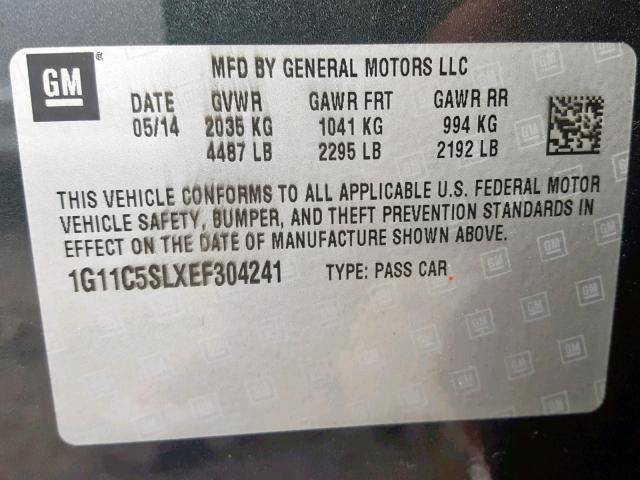 GM
MFD BY GENERAL MOTORS LLC
DATE GVWR GAWR FRT GAWR RR
05/14 2035 KG 1041 KG 994 KG
4487 LB 2295 LB 2192 LB
THIS VEHICLE CONFORMS TO ALL APPLICABLE U.S. FEDERAL MOTOR
VEHICLE SAFETY, BUMPER, AND THEFT PREVENTION STANDARDS IN
EFFECT ON THE DATE OF MANUFACTURE SHOWN ABOVE.
1G11C5SLXEF304241 TYPE: PASS CAR